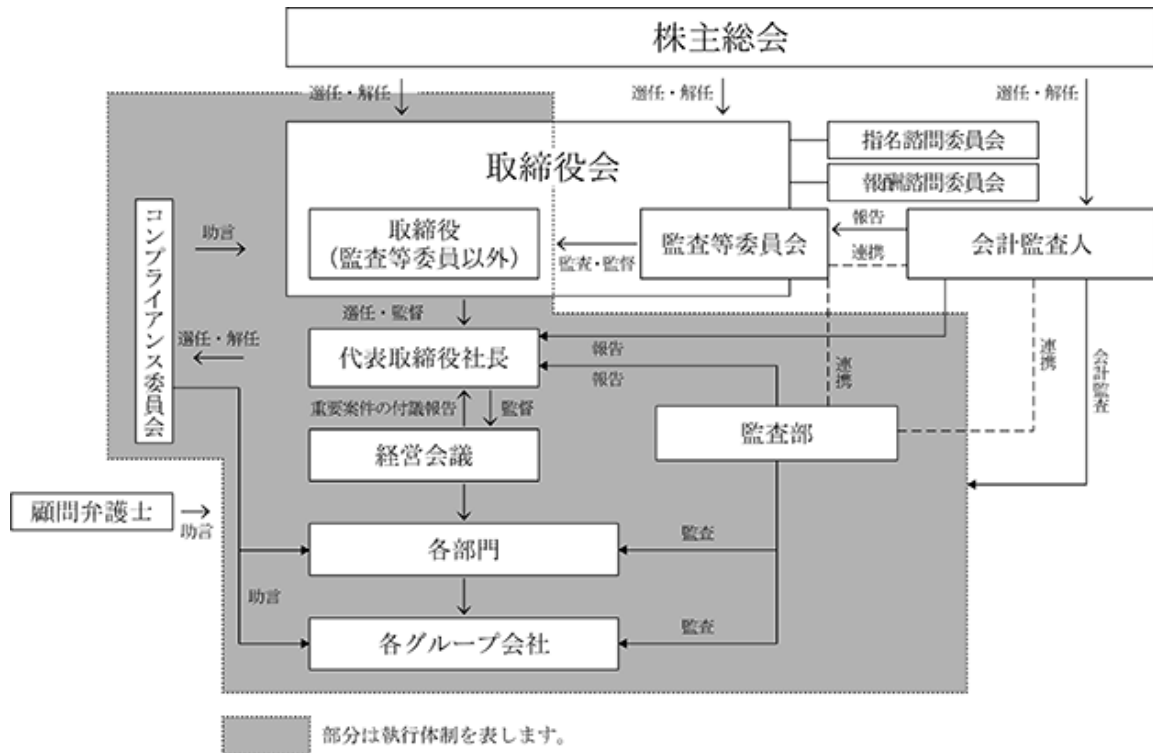 株主総会
選任・解任
選任・解任
選任・解任
取締役会
指名諮問委員会
報酬諮問委員会
コンプライアンス委員会
助言
取締役
（監査等委員以外）
監査・監督
監査等委員会
報告
連携
会計監査人
選任・監督
選任・解任
代表取締役社長
報告
報告
連携
連携
会計監査
重要案件の付議報告
監督
監査部
経営会議
顧問弁護士
助言
各部門
監査
助言
各グループ会社
監査
部分は執行体制を表します。